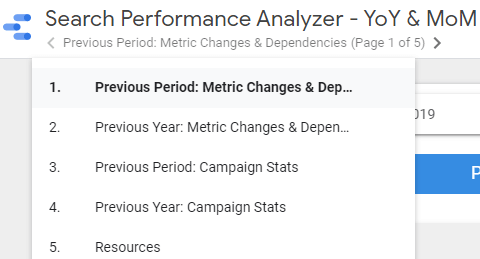 Search Performance Analyzer - YoY & MoM
Previous Period: Metric Changes & Dependencies (Page 1 of 5)
1. Previous Period: Metric Changes & Dep...
019
2. Previous Year: Metric Changes & Depen...
3. Previous Period: Campaign Stats
P
4. Previous Year: Campaign Stats
5. Resources